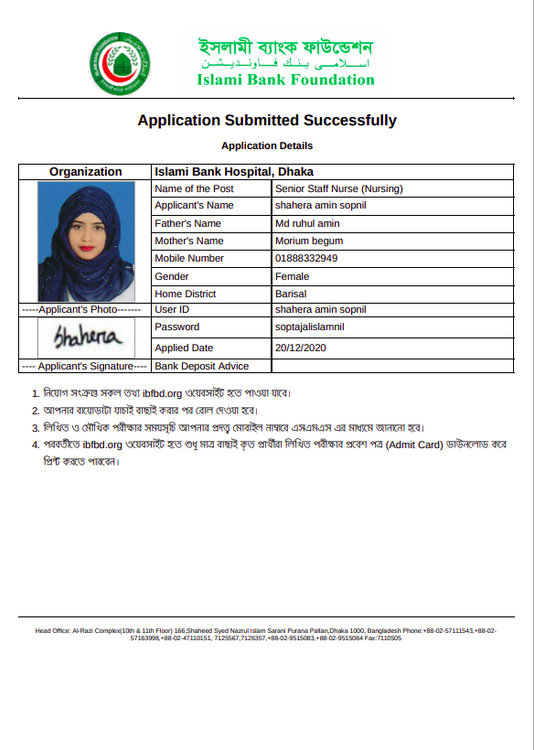 ইসলামী ব্যাংক ফাউন্ডেশন
اسلامى بنك فاونديشن
Islami Bank Foundation
Application Submitted Successfully
Application Details
Organization Islami Bank Hospital, Dhaka
Name of the Post Senior Staff Nurse (Nursing)
Applicant's Name shahera amin sopnil
Father's Name Md ruhul amin
Mother's Name Morium begum
Mobile Number 01888332949
Gender Female
Home District Barisal
-----Applicant's Photo------- User ID shahera amin sopnil
Shahera
Password soptajalislamnil
Applied Date 20/12/2020
---- Applicant's Signature---- Bank Deposit Advice
1. নিয়োগ সংক্রান্ত সকল তথ্য ibfbd.org ওয়েবসাইট হতে পাওয়া যাবে।
2. আপনার বায়োডাটা যাচাই বাছাই করার পর রোল দেওয়া হবে।
3. লিখিত ও মৌখিক পরীক্ষার সময়সূচি আপনার প্রদত্ত্ব মোবাইল নাম্বারে এসএমএস এর মাধ্যমে জানানো হবে।
4. পরবর্তীতে ibfbd.org ওয়েবসাইট হতে শুধু মাত্র বাছাই কৃত প্রার্থীরা লিখিত পরীক্ষার প্রবেশ পত্র (Admit Card) ডাউনলোড করে
প্রিন্ট করতে পারবেন।
Head Office: Al-Razi Complex(10th & 11th Floor) 166,Shaheed Syed Nazrul Islam Sarani Purana Paltan,Dhaka 1000, Bangladesh Phone:+88-02-57111543,+88-02-
57163998,+88-02-47110151, 7125567,7126357,+88-02-9515083,+88-02-9515084 Fax:7110505